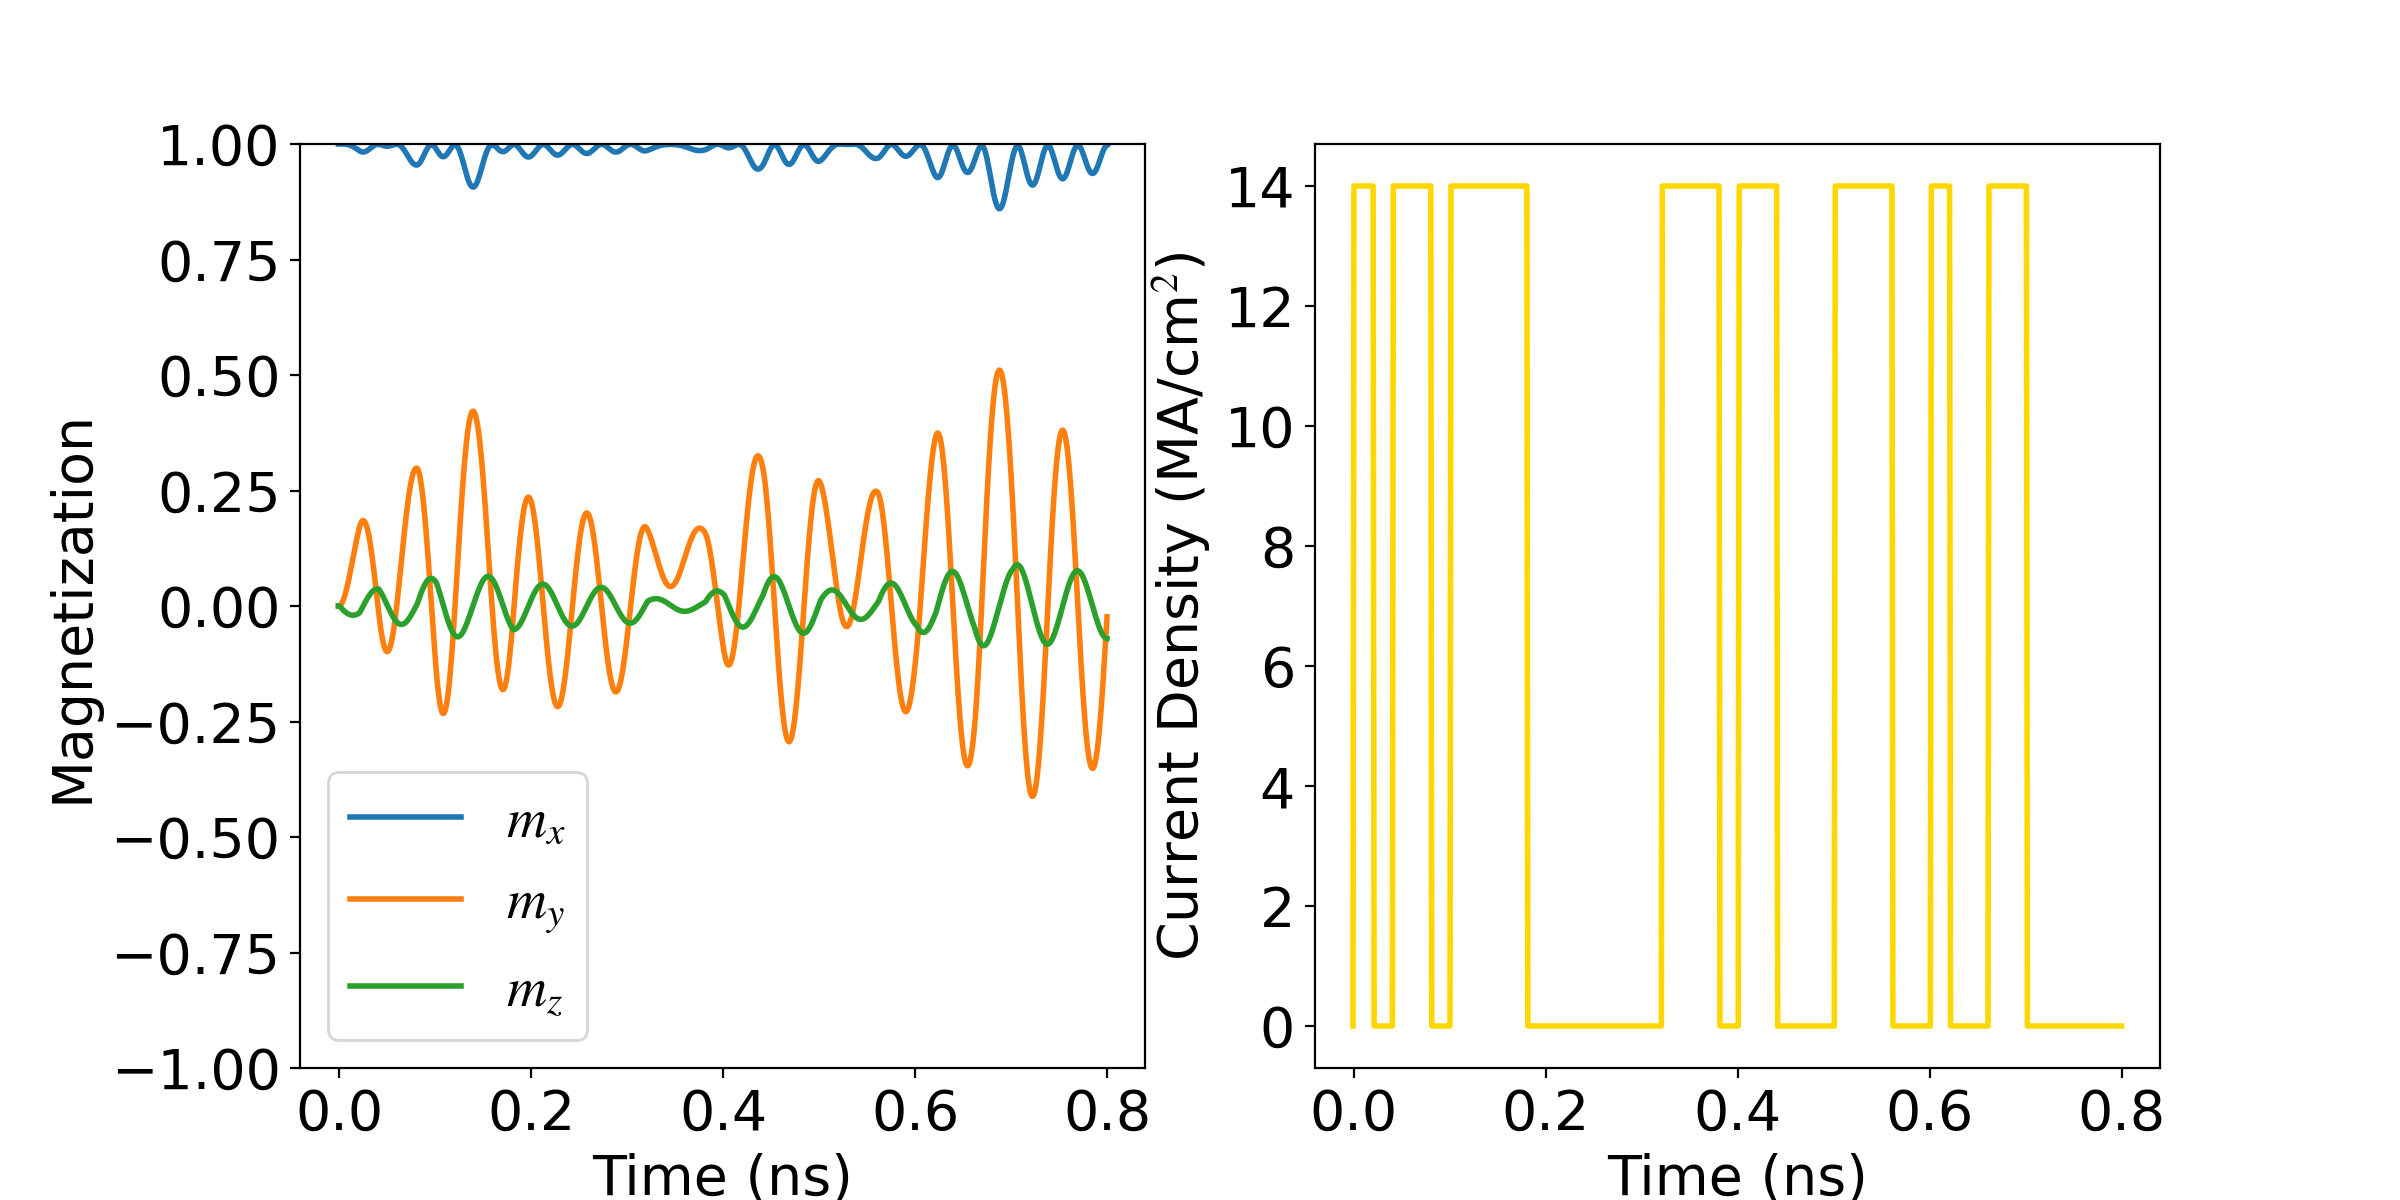 Magnetization
1.00
0.75
0.50
0.25
0.00
−0.25
−0.50
−0.75
−1.00
m_x
m_y
m_z
0.0 0.2 0.4 0.6 0.8
Time (ns)
Current Density (MA/cm²)
14
12
10
8
6
4
2
0
0.0 0.2 0.4 0.6 0.8
Time (ns)